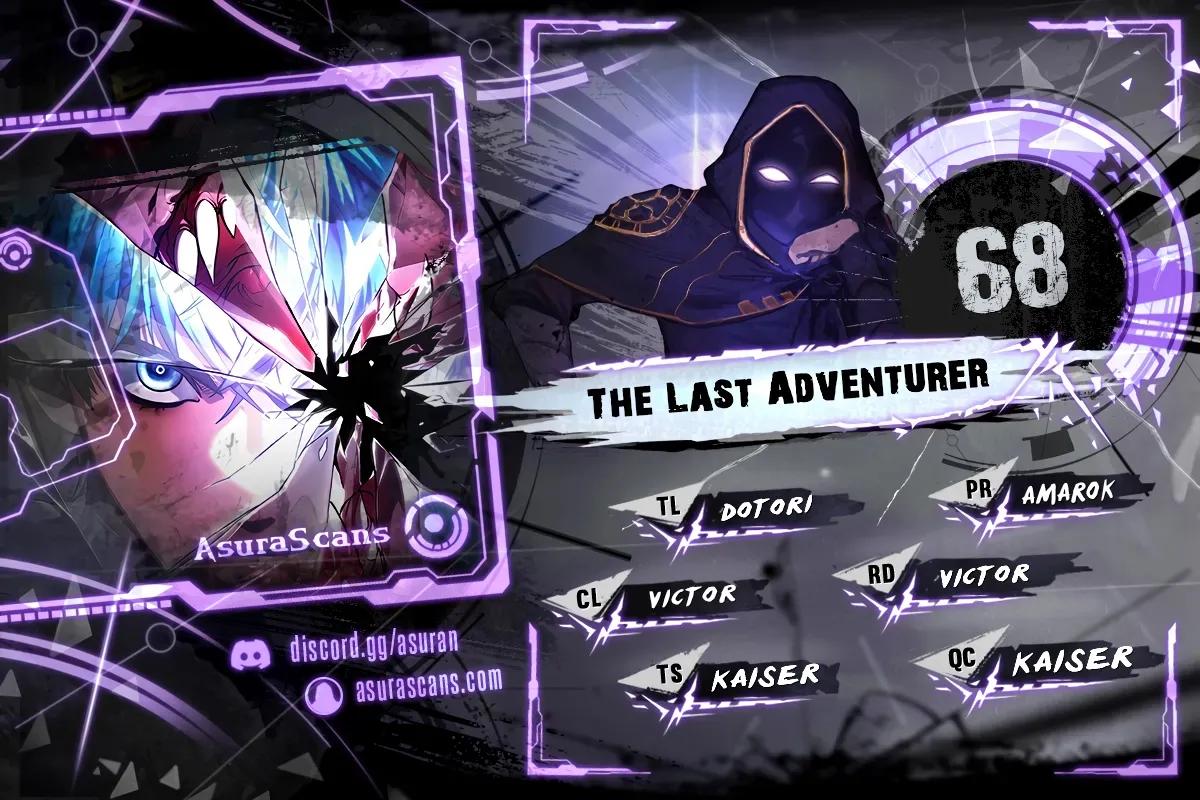 68
THE LAST ADVENTURER
TL DOTORI
PR AMAROK
CL VICTOR
RD VICTOR
TS KAISER
QC KAISER
AsuraScans
discord.gg/asuran
asurascans.com